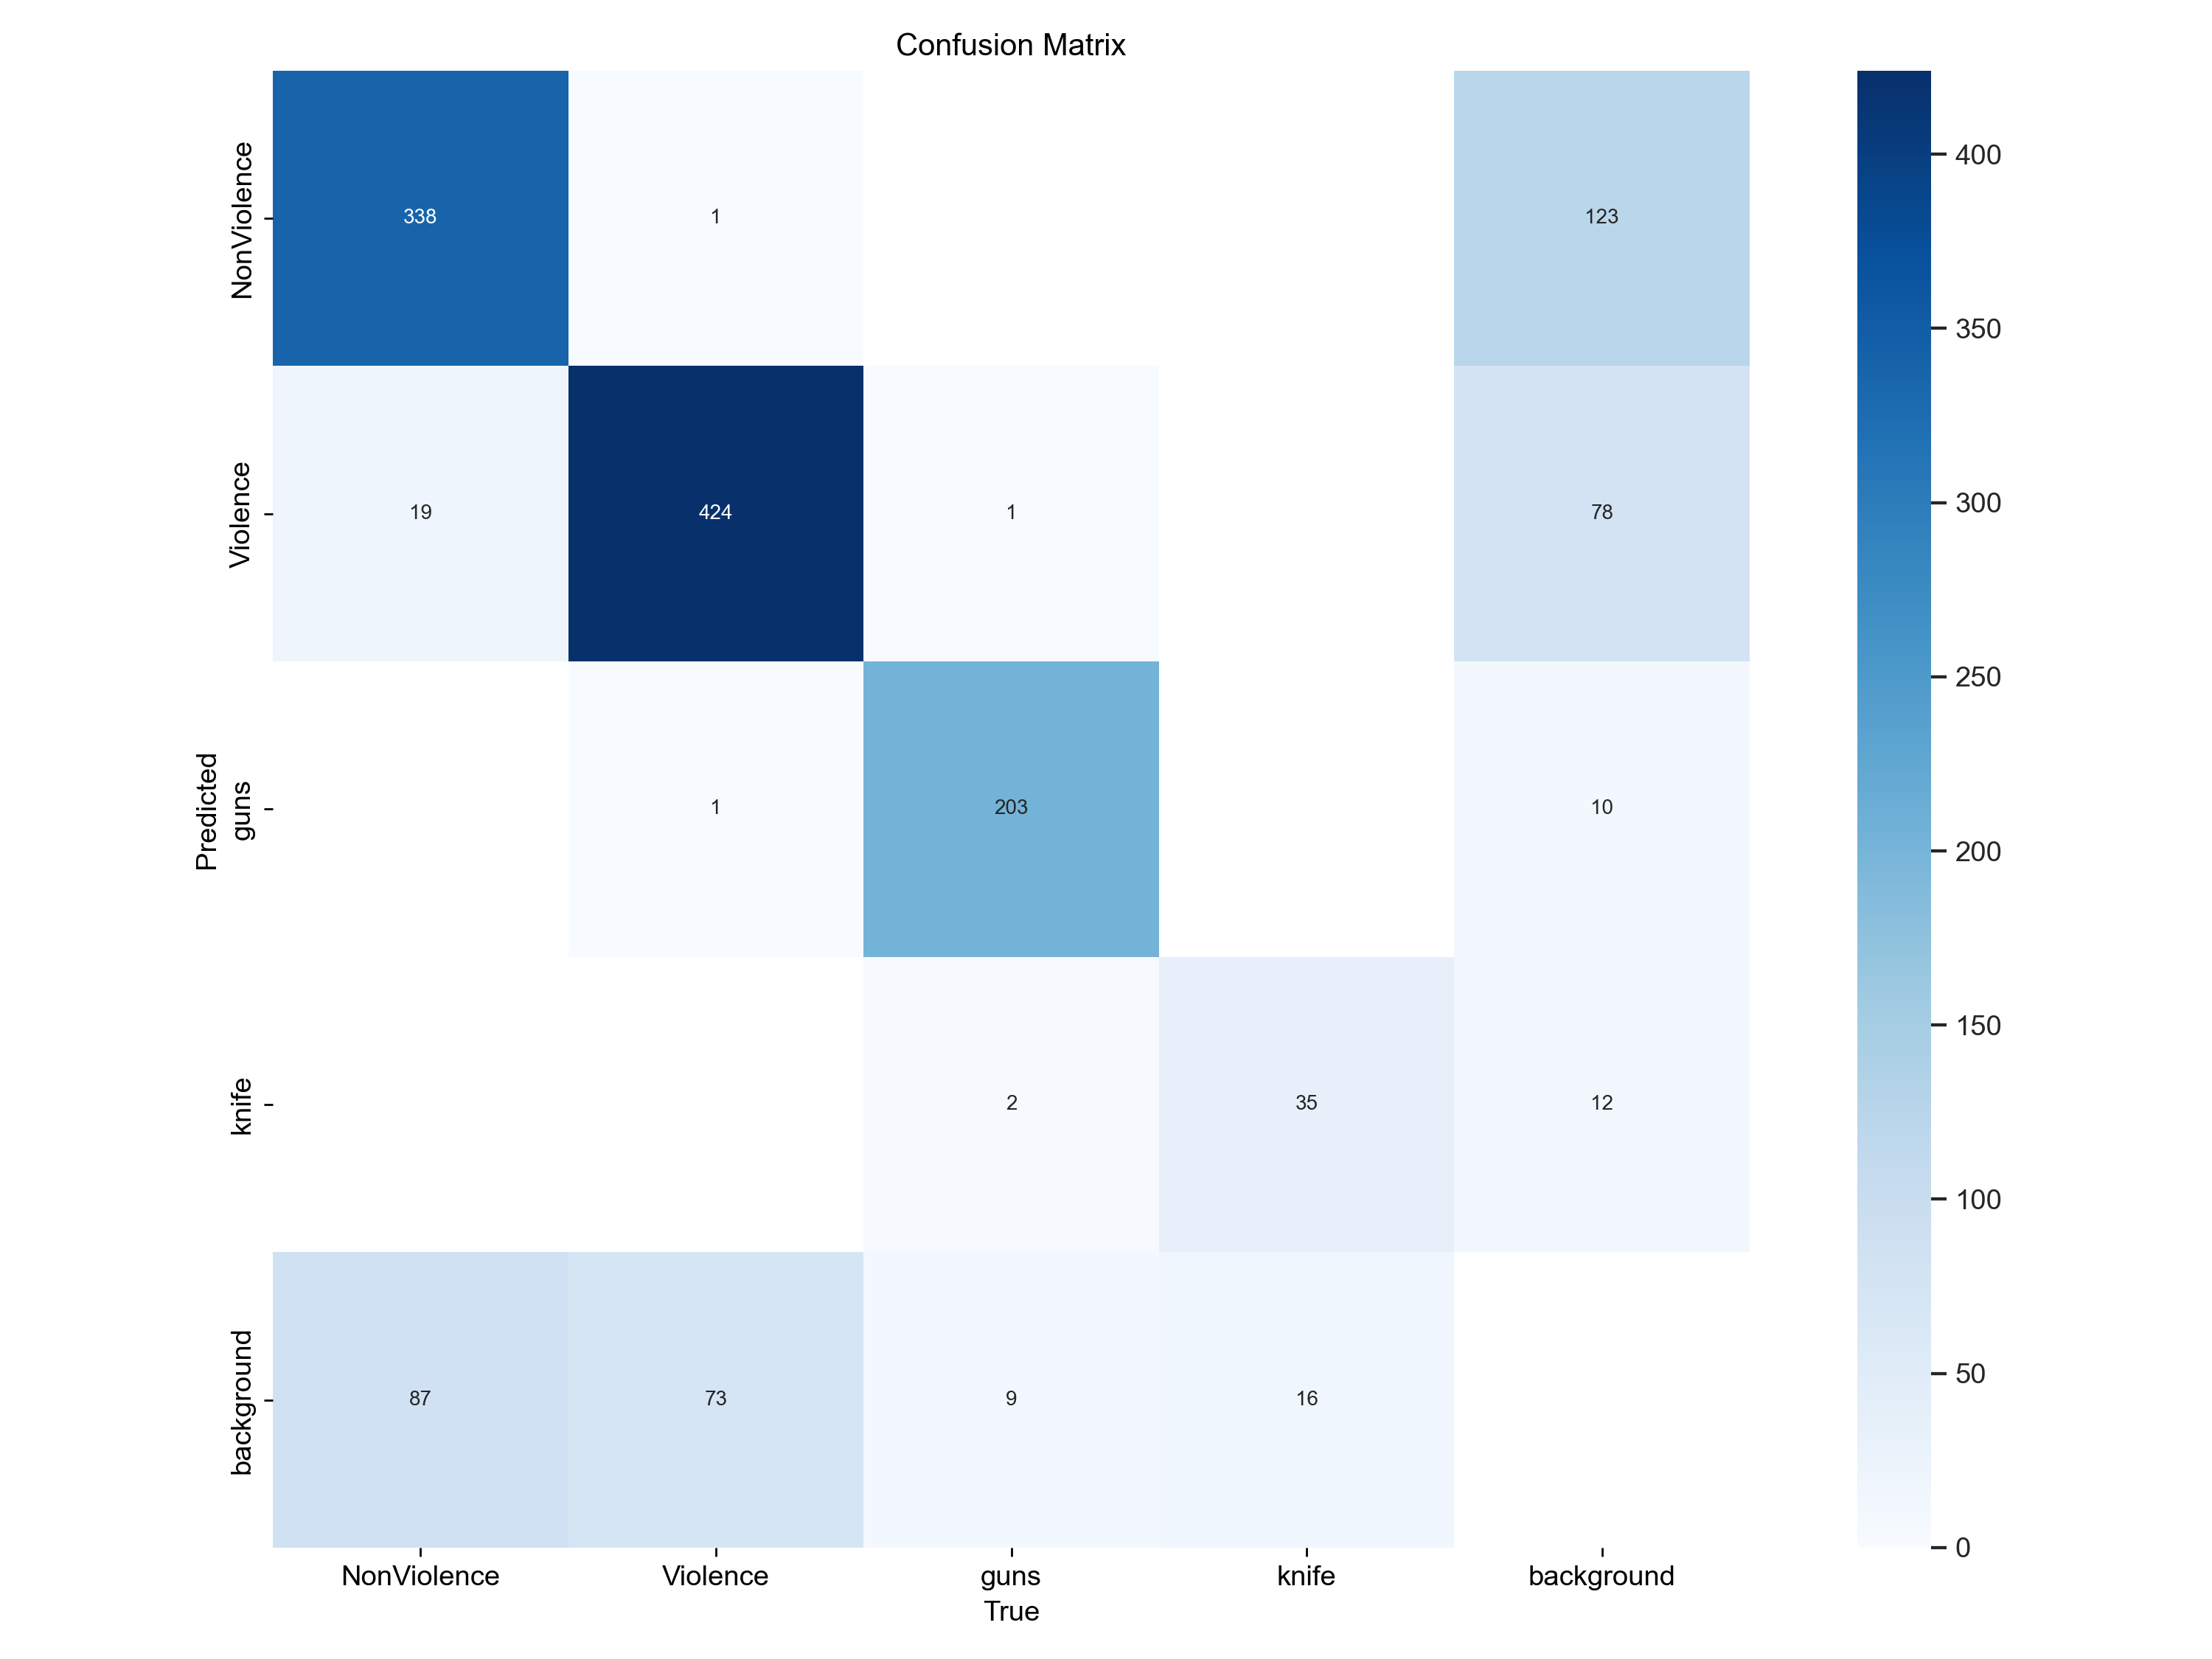 Confusion Matrix
NonViolence
338
1
123
400
350
Violence
19
424
1
78
300
250
Predicted
guns
1
203
10
200
150
knife
2
35
12
100
50
background
87
73
9
16
0
NonViolence
Violence
guns
knife
background
True